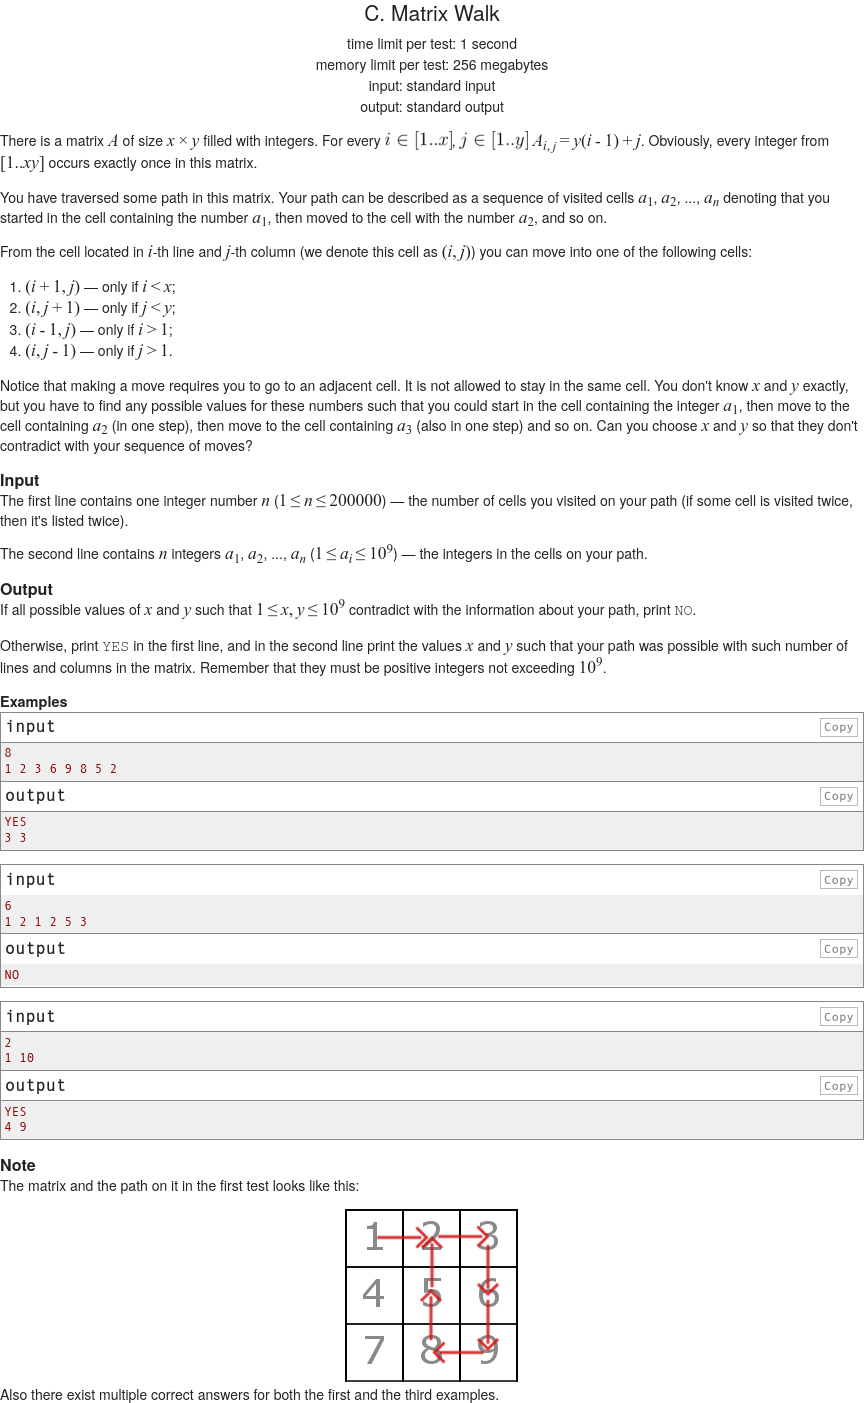 C. Matrix Walk
time limit per test: 1 second
memory limit per test: 256 megabytes
input: standard input
output: standard output
There is a matrix A of size x × y filled with integers. For every i ∈ [1..x], j ∈ [1..y] A_{i, j} = y(i - 1) + j. Obviously, every integer from
[1..xy] occurs exactly once in this matrix.
You have traversed some path in this matrix. Your path can be described as a sequence of visited cells a_1, a_2, ..., a_n denoting that you
started in the cell containing the number a_1, then moved to the cell with the number a_2, and so on.
From the cell located in i-th line and j-th column (we denote this cell as (i, j)) you can move into one of the following cells:
1. (i + 1, j) — only if i < x;
2. (i, j + 1) — only if j < y;
3. (i - 1, j) — only if i > 1;
4. (i, j - 1) — only if j > 1.
Notice that making a move requires you to go to an adjacent cell. It is not allowed to stay in the same cell. You don't know x and y exactly,
but you have to find any possible values for these numbers such that you could start in the cell containing the integer a_1, then move to the
cell containing a_2 (in one step), then move to the cell containing a_3 (also in one step) and so on. Can you choose x and y so that they don't
contradict with your sequence of moves?
Input
The first line contains one integer number n (1 ≤ n ≤ 200000) — the number of cells you visited on your path (if some cell is visited twice,
then it's listed twice).
The second line contains n integers a_1, a_2, ..., a_n (1 ≤ a_i ≤ 10^9) — the integers in the cells on your path.
Output
If all possible values of x and y such that 1 ≤ x, y ≤ 10^9 contradict with the information about your path, print NO.
Otherwise, print YES in the first line, and in the second line print the values x and y such that your path was possible with such number of
lines and columns in the matrix. Remember that they must be positive integers not exceeding 10^9.
Examples
input Copy
8
1 2 3 6 9 8 5 2
output Copy
YES
3 3
input Copy
6
1 2 1 2 5 3
output Copy
NO
input Copy
2
1 10
output Copy
YES
4 9
Note
The matrix and the path on it in the first test looks like this:
1 2 3
4 5 6
7 8 9
Also there exist multiple correct answers for both the first and the third examples.